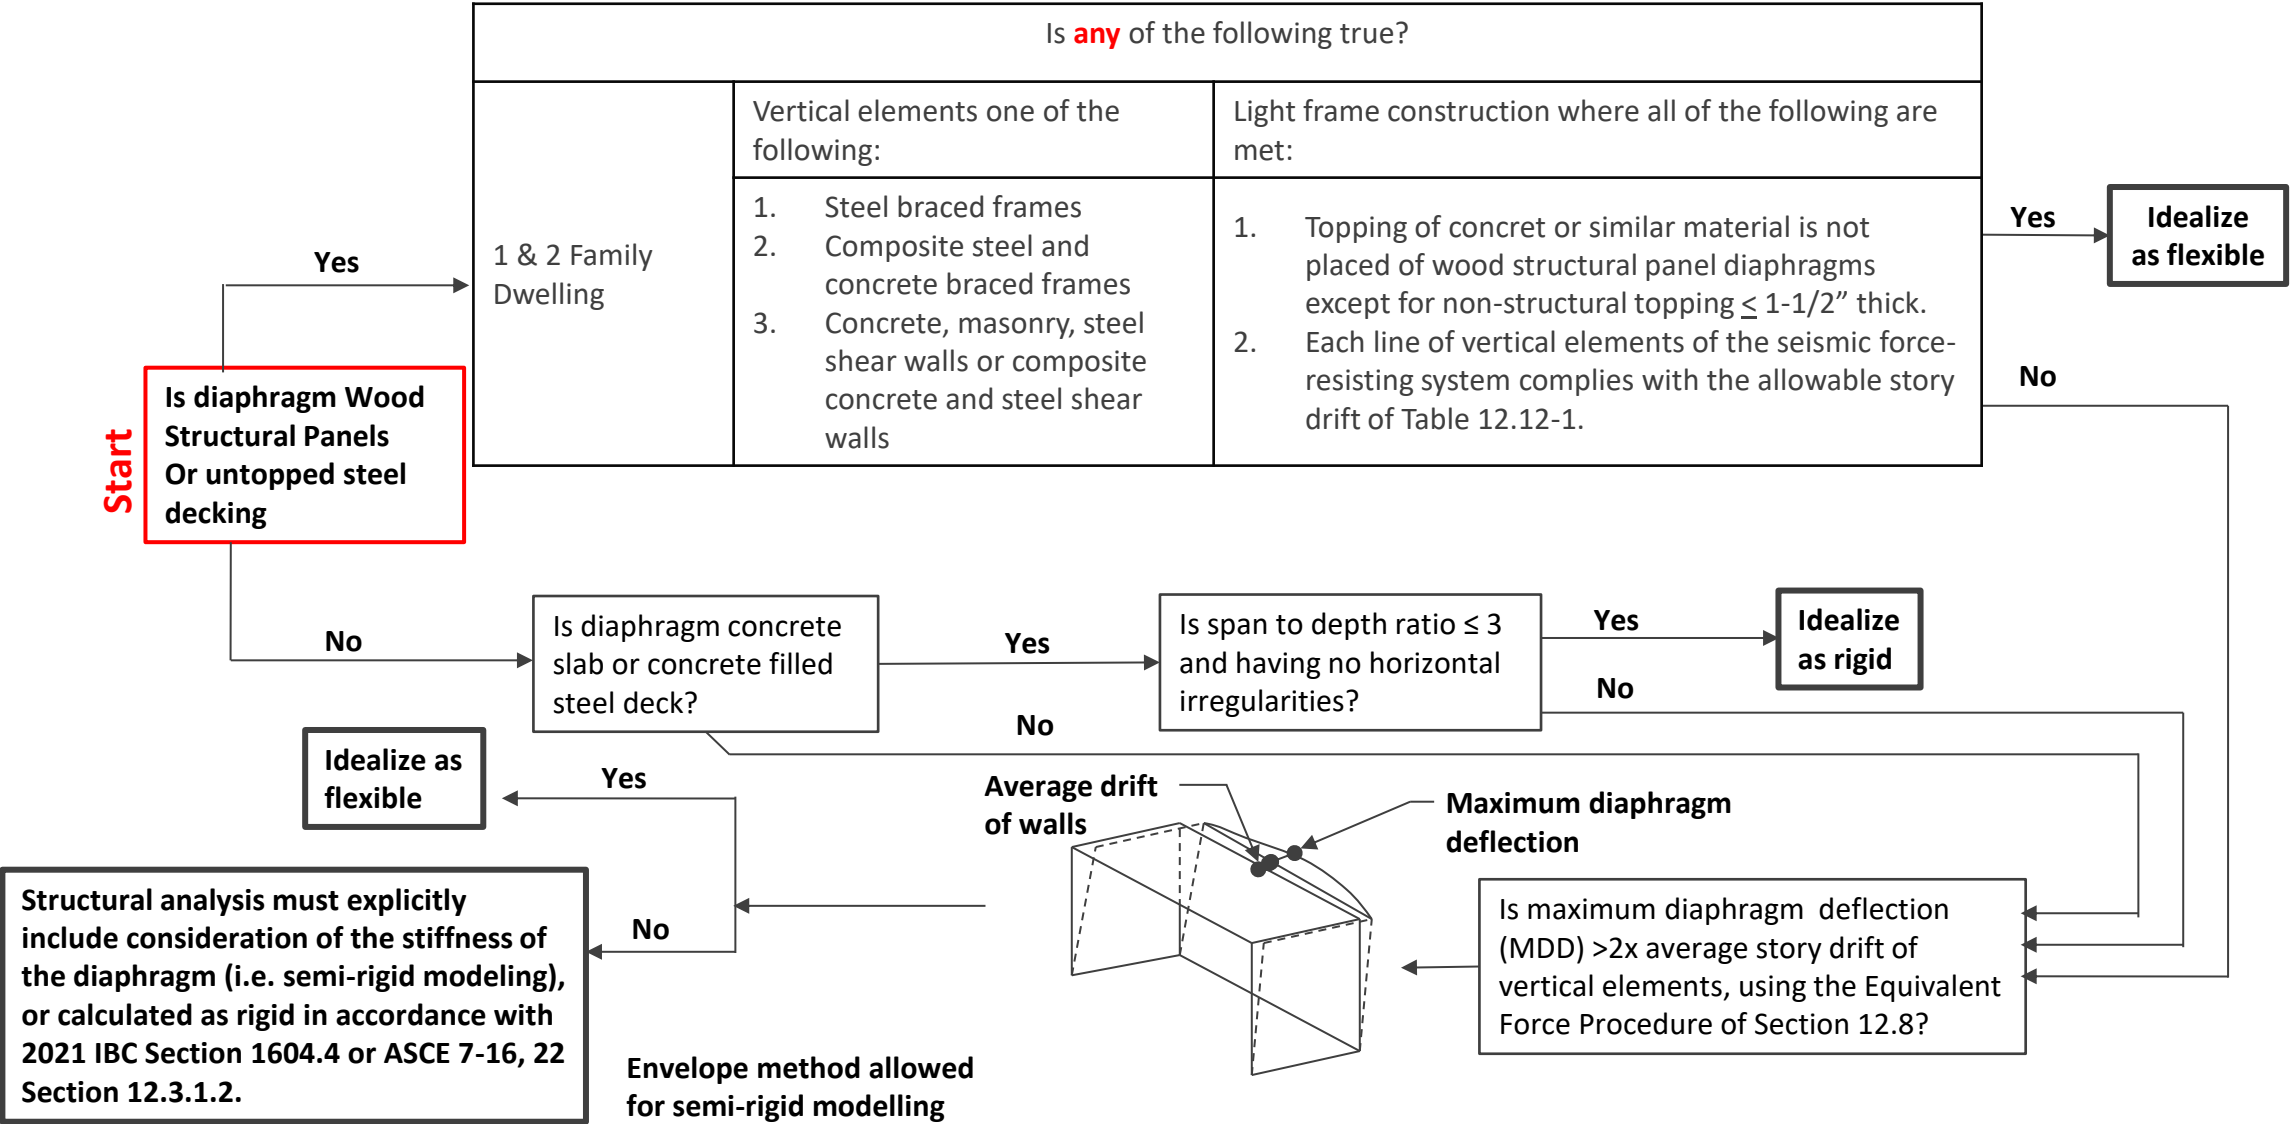 Is any of the following true?
1 & 2 Family
Dwelling
Vertical elements one of the
following:
1. Steel braced frames
2. Composite steel and
concrete braced frames
3. Concrete, masonry, steel
shear walls or composite
concrete and steel shear
walls
Light frame construction where all of the following are
met:
1. Topping of concret or similar material is not
placed of wood structural panel diaphragms
except for non-structural topping ≤ 1-1/2” thick.
2. Each line of vertical elements of the seismic force-
resisting system complies with the allowable story
drift of Table 12.12-1.
Yes
Idealize
as flexible
No
Yes
Start
Is diaphragm Wood
Structural Panels
Or untopped steel
decking
No
Is diaphragm concrete
slab or concrete filled
steel deck?
Yes
Is span to depth ratio ≤ 3
and having no horizontal
irregularities?
Yes
Idealize
as rigid
No
No
Idealize as
flexible
Yes
Average drift
of walls
Maximum diaphragm
deflection
Structural analysis must explicitly
include consideration of the stiffness of
the diaphragm (i.e. semi-rigid modeling),
or calculated as rigid in accordance with
2021 IBC Section 1604.4 or ASCE 7-16, 22
Section 12.3.1.2.
No
Is maximum diaphragm deflection
(MDD) >2x average story drift of
vertical elements, using the Equivalent
Force Procedure of Section 12.8?
Envelope method allowed
for semi-rigid modelling